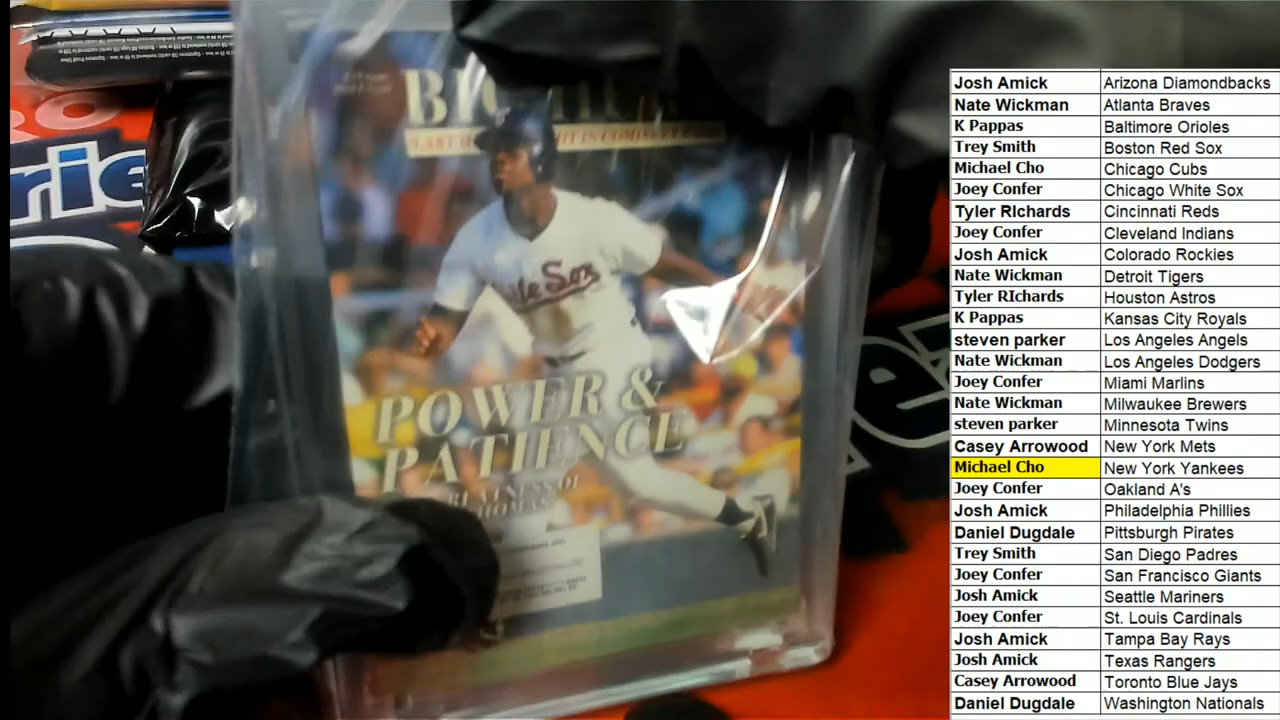 POWER &
PATIENCE
Josh Amick Arizona Diamondbacks
Nate Wickman Atlanta Braves
K Pappas Baltimore Orioles
Trey Smith Boston Red Sox
Michael Cho Chicago Cubs
Joey Confer Chicago White Sox
Tyler RIchards Cincinnati Reds
Joey Confer Cleveland Indians
Josh Amick Colorado Rockies
Nate Wickman Detroit Tigers
Tyler RIchards Houston Astros
K Pappas Kansas City Royals
steven parker Los Angeles Angels
Nate Wickman Los Angeles Dodgers
Joey Confer Miami Marlins
Nate Wickman Milwaukee Brewers
steven parker Minnesota Twins
Casey Arrowood New York Mets
Michael Cho New York Yankees
Joey Confer Oakland A's
Josh Amick Philadelphia Phillies
Daniel Dugdale Pittsburgh Pirates
Trey Smith San Diego Padres
Joey Confer San Francisco Giants
Josh Amick Seattle Mariners
Joey Confer St. Louis Cardinals
Josh Amick Tampa Bay Rays
Josh Amick Texas Rangers
Casey Arrowood Toronto Blue Jays
Daniel Dugdale Washington Nationals